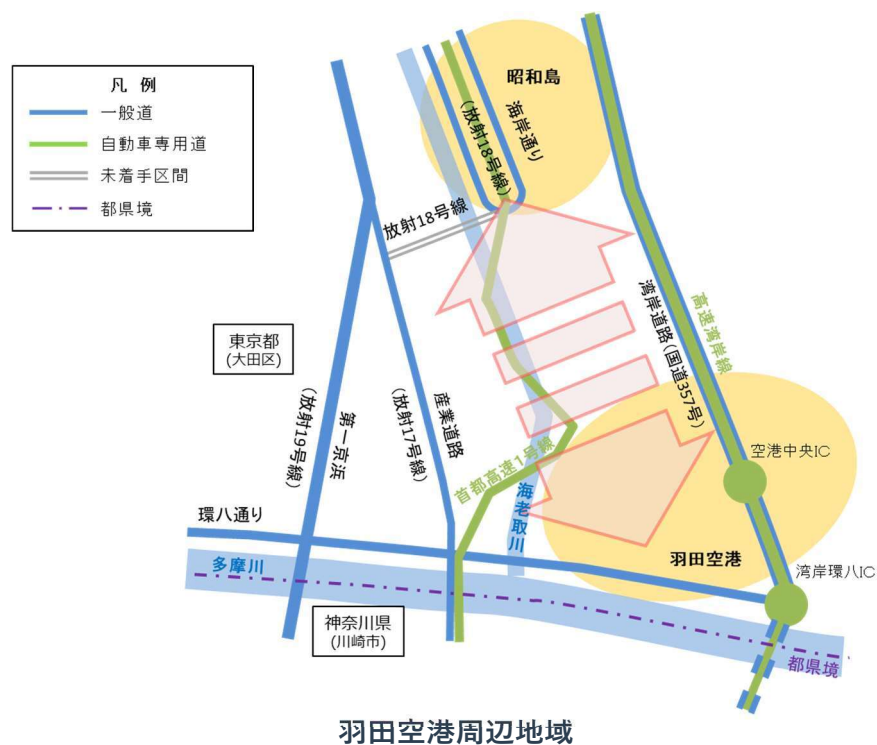 凡例
一般道
自動車専用道
未着手区間
都県境
昭和島
海岸通り
(放射18号線)
放射18号線
高速湾岸線
湾岸道路(国道357号)
東京都
(大田区)
産業道路
(放射17号線)
第一京浜
(放射19号線)
首都高速1号線
空港中央IC
海老取川
環八通り
羽田空港
湾岸環八IC
多摩川
神奈川県
(川崎市)
都県境
羽田空港周辺地域